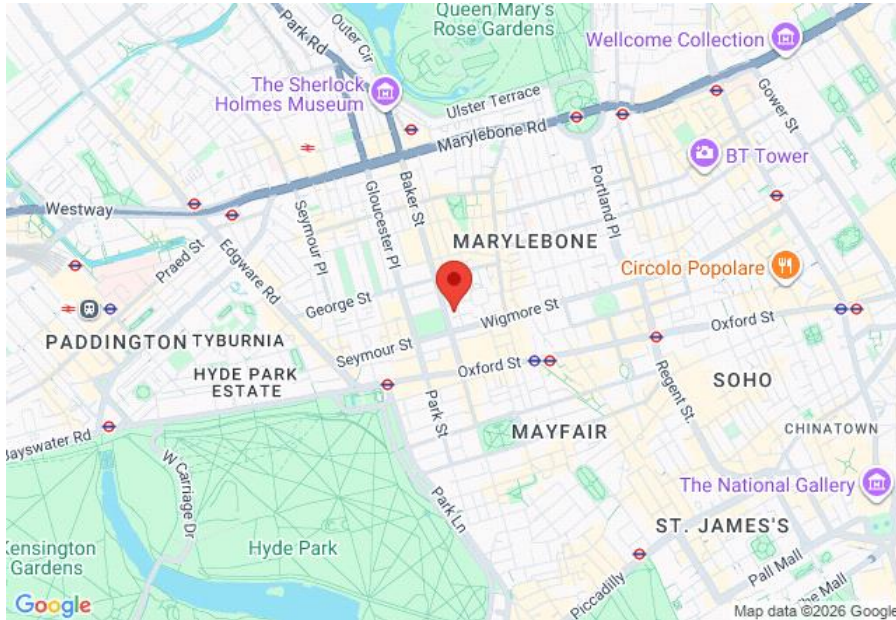 Queen Mary's
Rose Gardens
Outer Cir
Park Rd
Wellcome Collection
The Sherlock
Holmes Museum
Ulster Terrace
Gower St
Marylebone Rd
BT Tower
Westway
Praed St
Edgware Rd
Seymour Pl
Gloucester Pl
Baker St
Portland Pl
MARYLEBONE
Circolo Popolare
George St
Wigmore St
Oxford St
PADDINGTON
TYBURNIA
Seymour St
HYDE PARK
ESTATE
Oxford St
Regent St.
SOHO
Park St
MAYFAIR
CHINATOWN
Bayswater Rd
W Carriage Dr
Park Ln
The National Gallery
ST. JAMES'S
Kensington
Gardens
Hyde Park
Piccadilly
Pall Mall
The Mall
Google
Map data ©2026 Google